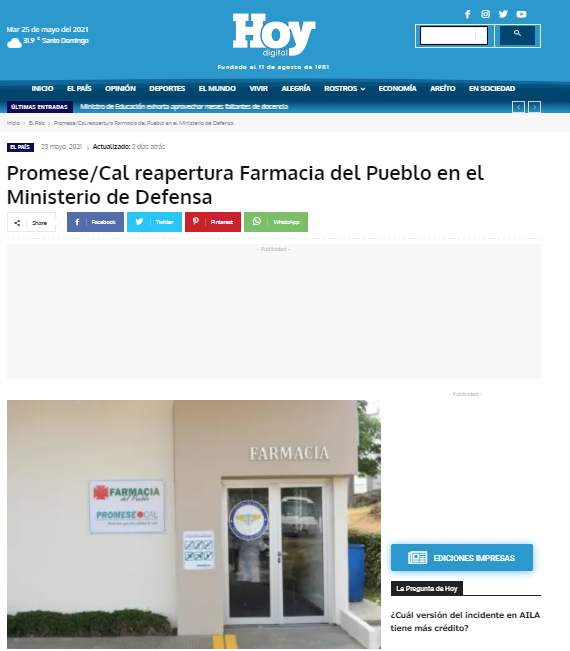 Mar 25 de mayo del 2021
31.9 °C Santo Domingo
Hoy
digital
Fundado el 11 de agosto de 1981
INICIO EL PAÍS OPINIÓN DEPORTES EL MUNDO VIVIR ALEGRÍA ROSTROS ECONOMÍA AREÍTO EN SOCIEDAD
ÚLTIMAS ENTRADAS Ministro de Educación exhorta aprovechar meses faltantes de docencia
Inicio › El País › Promese/Cal reapertura Farmacia del Pueblo en el Ministerio de Defensa
EL PAÍS 23 mayo, 2021 | Actualizado: 2 días atrás
Promese/Cal reapertura Farmacia del Pueblo en el
Ministerio de Defensa
Share Facebook Twitter Pinterest WhatsApp
- Publicidad -
- Publicidad -
FARMACIA
FARMACIA
del Pueblo
PROMESE CAL
EDICIONES IMPRESAS
La Pregunta de Hoy
¿Cuál versión del incidente en AILA
tiene más crédito?